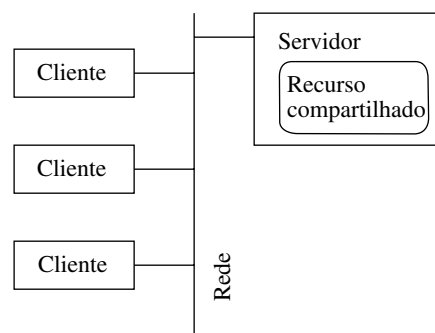 Servidor
Recurso
compartilhado
Cliente
Cliente
Cliente
Rede